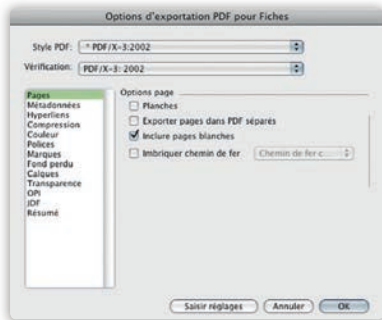 Options d'exportation PDF pour Fiches
Style PDF: * PDF/X-3:2002
Vérification: PDF/X-3: 2002
Pages
Métadonnées
Hyperliens
Compression
Couleur
Polices
Marques
Fond perdu
Calques
Transparence
OPI
JDF
Résumé
Options page
Planches
Exporter pages dans PDF séparés
Inclure pages blanches
Imbriquer chemin de fer Chemin de fer c...
Saisir réglages Annuler OK